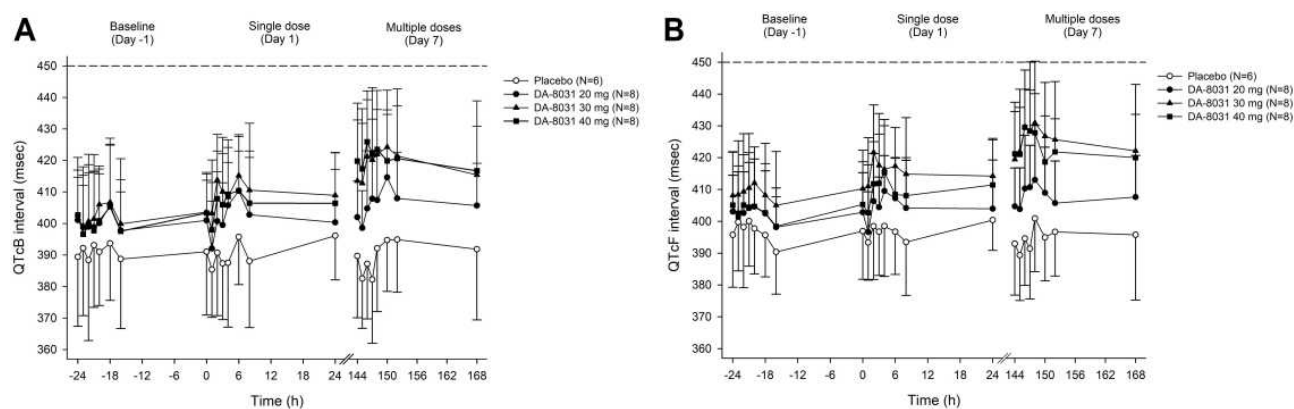 A
Baseline
(Day -1)
Single dose
(Day 1)
Multiple doses
(Day 7)
450
440
430
420
410
400
390
380
370
360
QTcB interval (msec)
-24 -18 -12 -6 0 6 12 18 24 144 150 156 162 168
Time (h)
Placebo (N=6)
DA-8031 20 mg (N=8)
DA-8031 30 mg (N=8)
DA-8031 40 mg (N=8)
B
Baseline
(Day -1)
Single dose
(Day 1)
Multiple doses
(Day 7)
450
440
430
420
410
400
390
380
370
360
QTcF interval (msec)
-24 -18 -12 -6 0 6 12 18 24 144 150 156 162 168
Time (h)
Placebo (N=6)
DA-8031 20 mg (N=8)
DA-8031 30 mg (N=8)
DA-8031 40 mg (N=8)